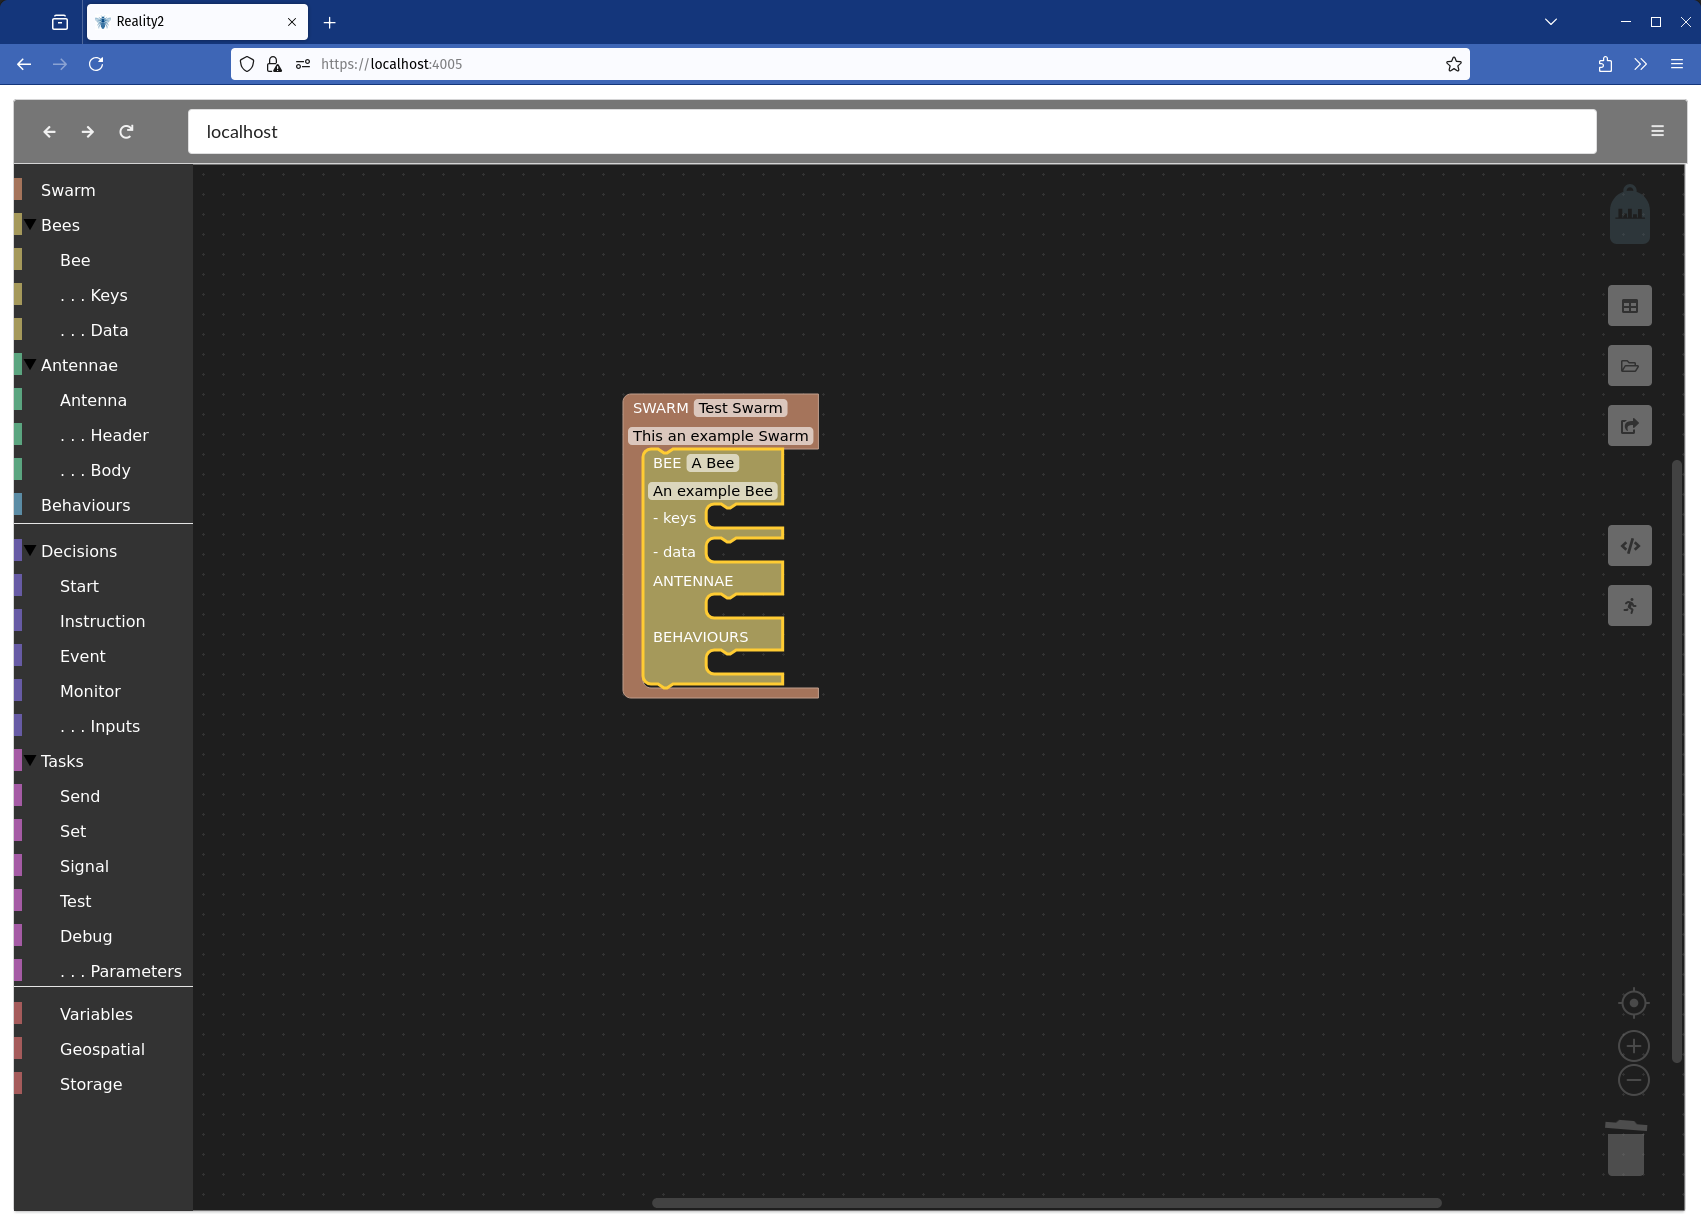 Reality2
https://localhost:4005
localhost
Swarm
Bees
Bee
. . . Keys
. . . Data
Antennae
Antenna
. . . Header
. . . Body
Behaviours
Decisions
Start
Instruction
Event
Monitor
. . . Inputs
Tasks
Send
Set
Signal
Test
Debug
. . . Parameters
Variables
Geospatial
Storage
SWARM Test Swarm
This an example Swarm
BEE A Bee
An example Bee
- keys
- data
ANTENNAE
BEHAVIOURS